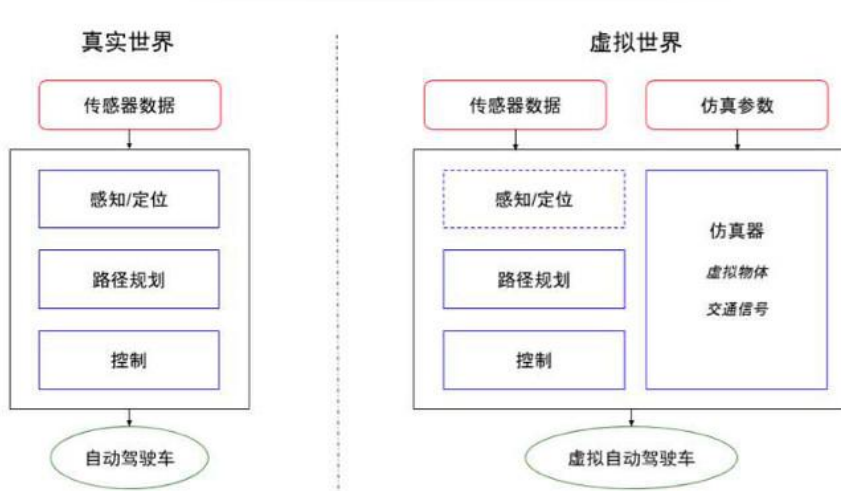 真实世界
传感器数据
感知/定位
路径规划
控制
自动驾驶车
虚拟世界
传感器数据
仿真参数
感知/定位
路径规划
控制
仿真器
虚拟物体
交通信号
虚拟自动驾驶车